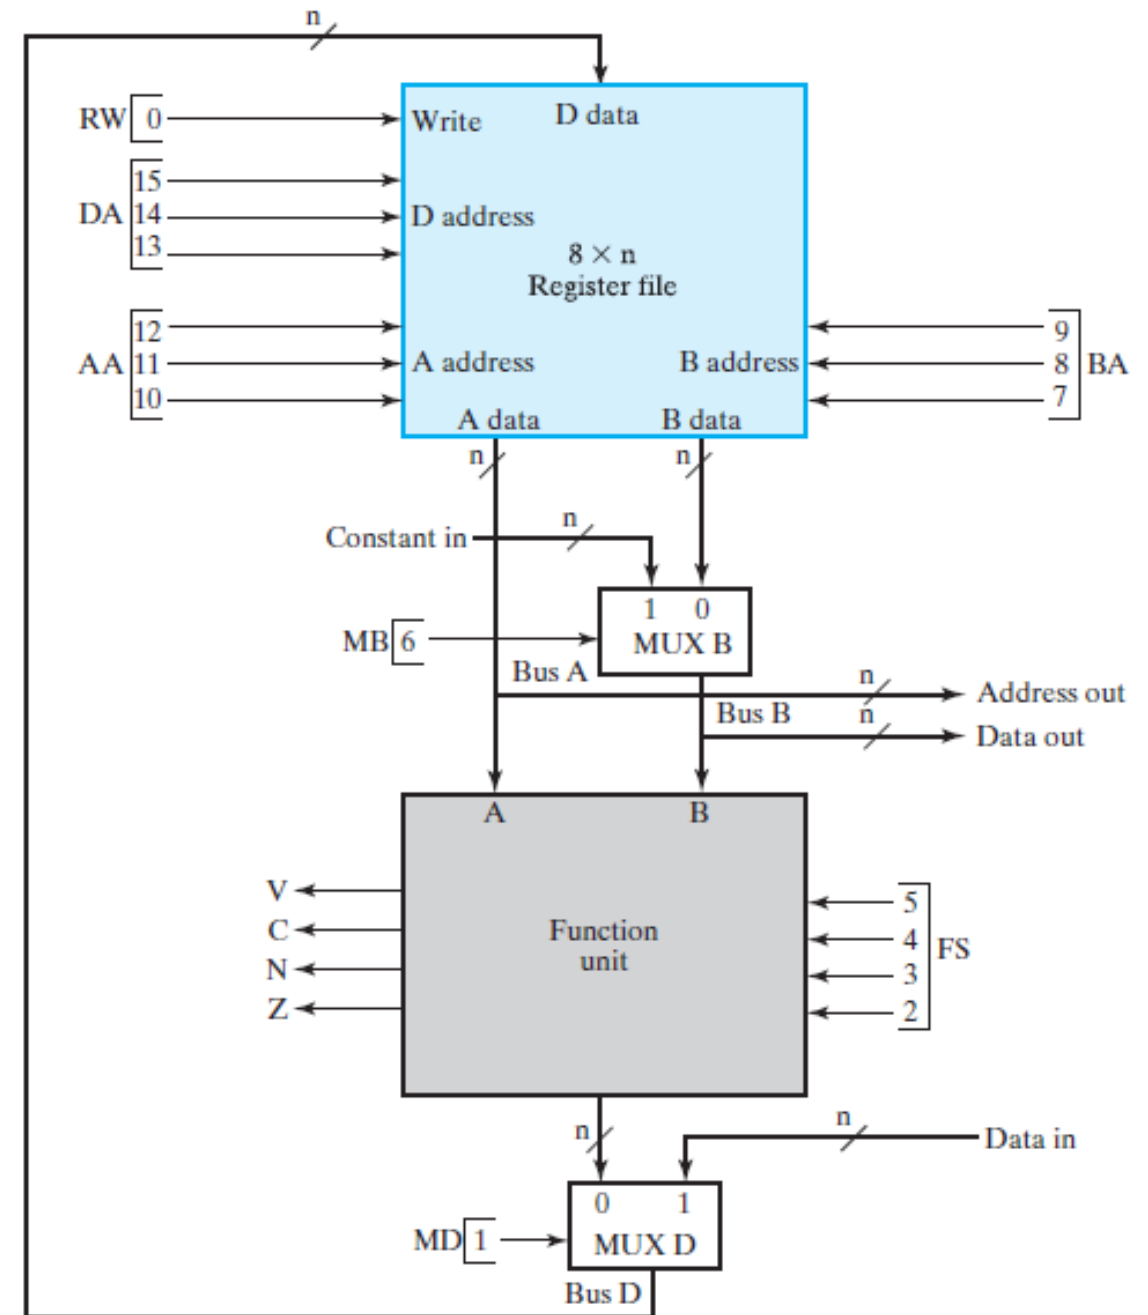 n
RW 0 Write D data
15
DA 14 D address
13
8 × n
Register file
12 9
AA 11 A address B address 8 BA
10 7
A data B data
n n
Constant in n
1 0
MB 6 MUX B
Bus A n Address out
Bus B n Data out
A B
V 5
C Function 4 FS
N unit 3
Z 2
n n Data in
0 1
MD 1 MUX D
Bus D